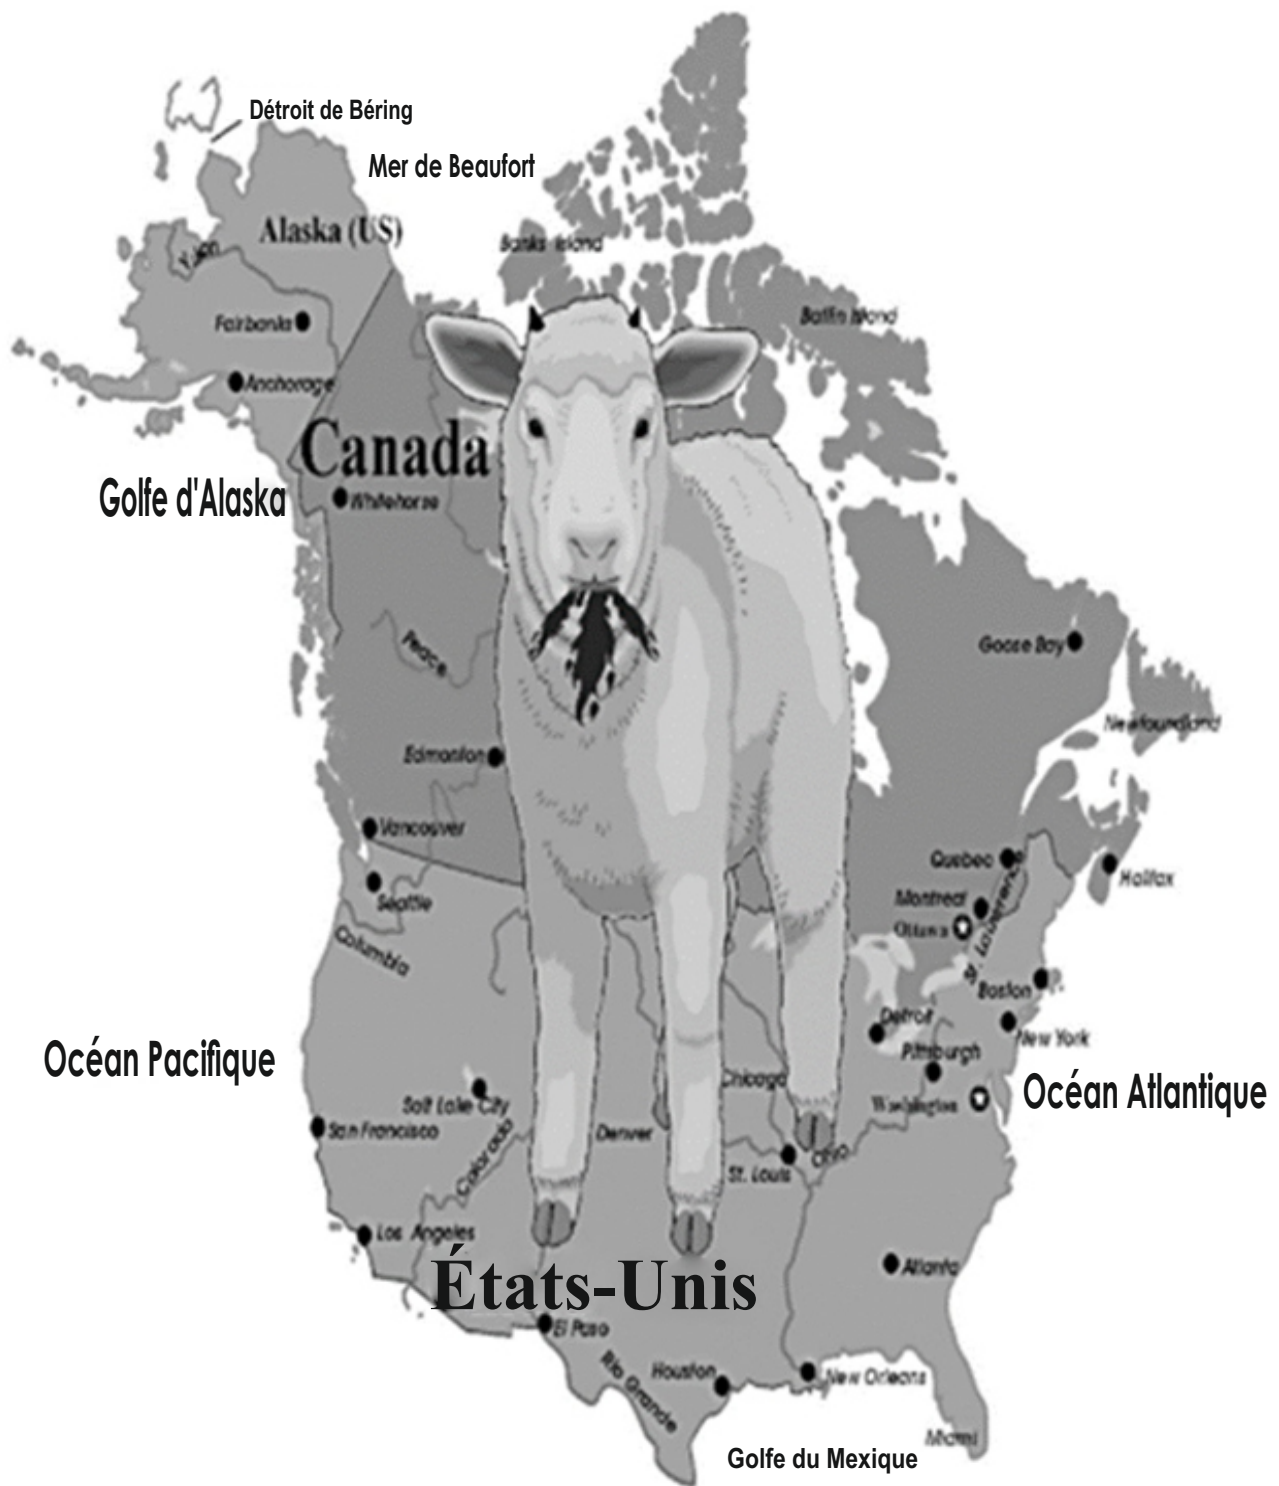 Détroit de Béring
Mer de Beaufort
Alaska (US)
Banks Island
Yukon
Fairbanks
Anchorage
Canada
Golfe d'Alaska
Whitehorse
Peace
Goose Bay
Newfoundland
Edmonton
Vancouver
Seattle
Columbia
Quebec
Halifax
Montreal
Ottawa
Boston
Detroit
New York
Pittsburgh
Océan Pacifique
Océan Atlantique
Chicago
Washington
Salt Lake City
San Francisco
Colorado
Denver
St. Louis
Ohio
Los Angeles
États-Unis
Atlanta
El Paso
Rio Grande
Houston
New Orleans
Miami
Golfe du Mexique